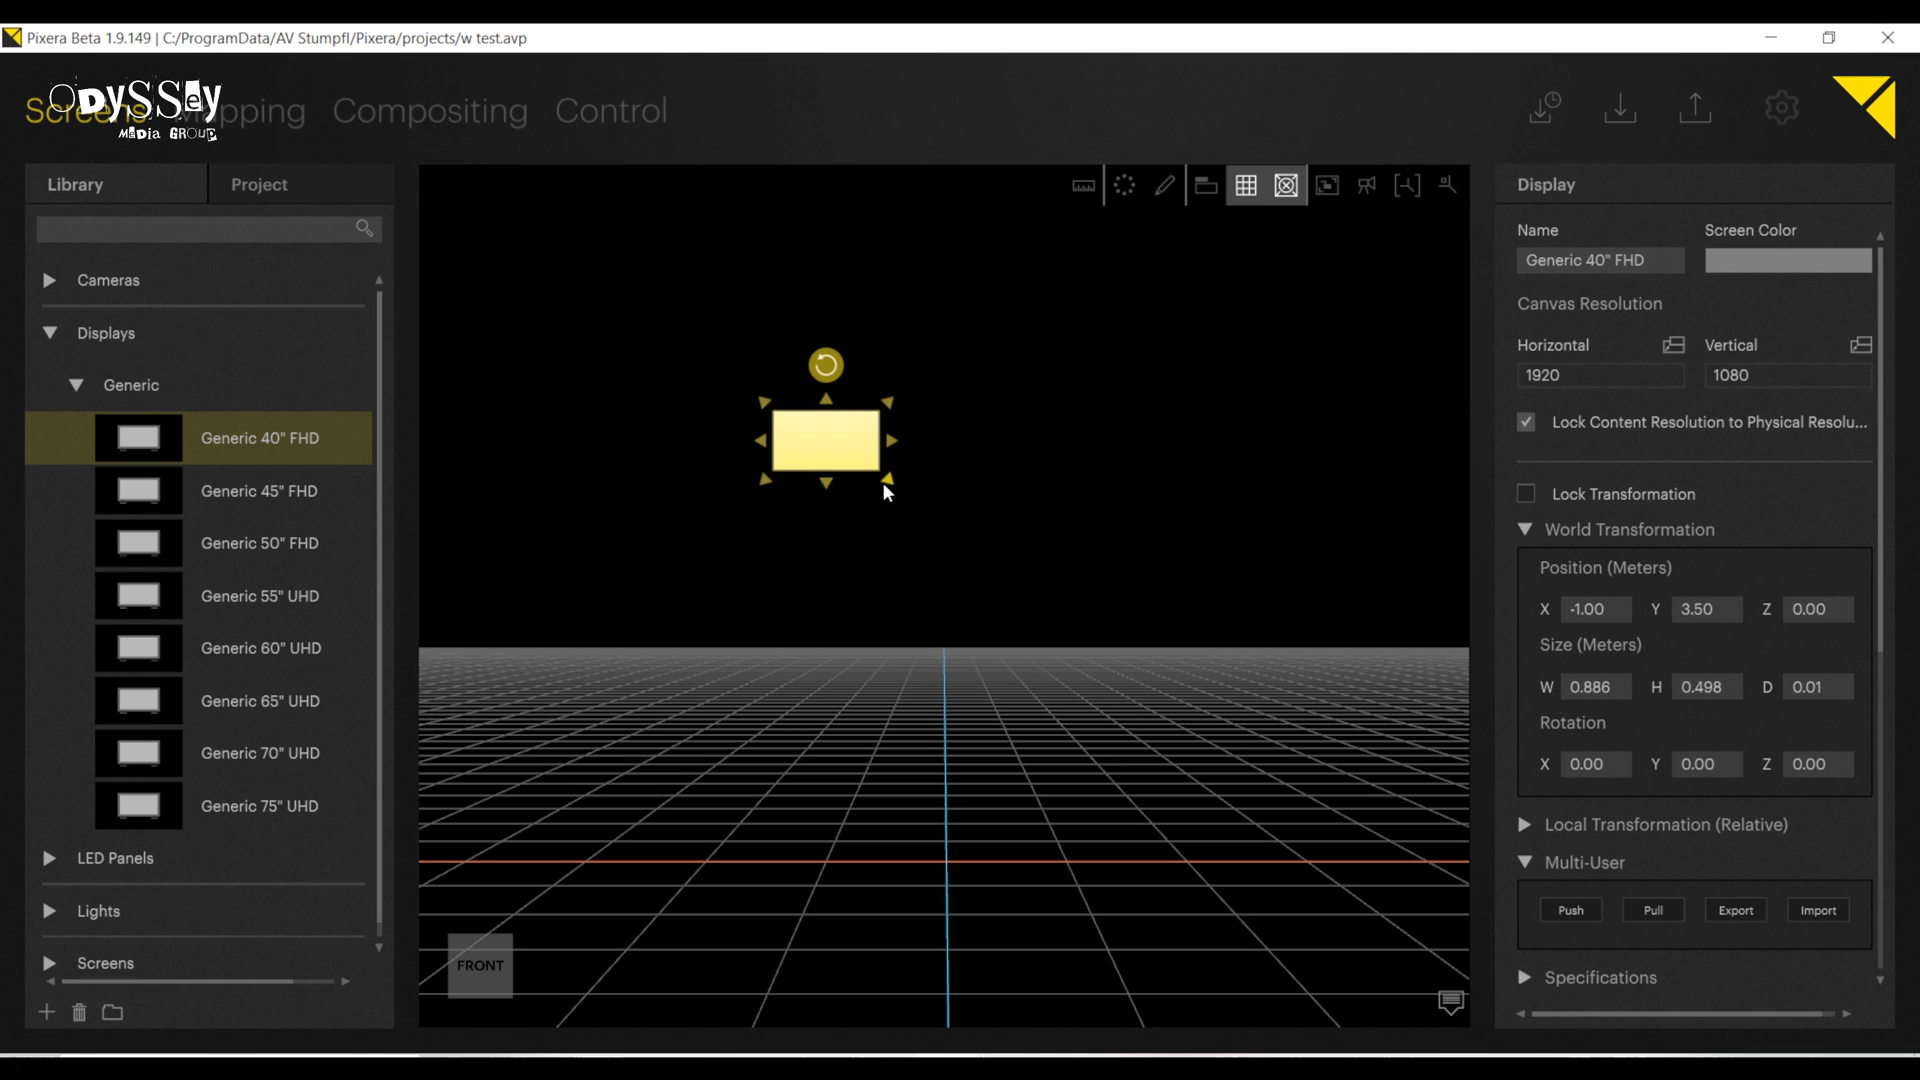 Pixera Beta 1.9.149 | C:/ProgramData/AV Stumpfl/Pixera/projects/w test.avp
Screens Mapping Compositing Control
ODYSSEY
MEDIA GROUP
Library Project
Cameras
Displays
Generic
Generic 40" FHD
Generic 45" FHD
Generic 50" FHD
Generic 55" UHD
Generic 60" UHD
Generic 65" UHD
Generic 70" UHD
Generic 75" UHD
LED Panels
Lights
Screens
FRONT
Display
Name Screen Color
Generic 40" FHD
Canvas Resolution
Horizontal Vertical
1920 1080
Lock Content Resolution to Physical Resolu...
Lock Transformation
World Transformation
Position (Meters)
X -1.00 Y 3.50 Z 0.00
Size (Meters)
W 0.886 H 0.498 D 0.01
Rotation
X 0.00 Y 0.00 Z 0.00
Local Transformation (Relative)
Multi-User
Push Pull Export Import
Specifications